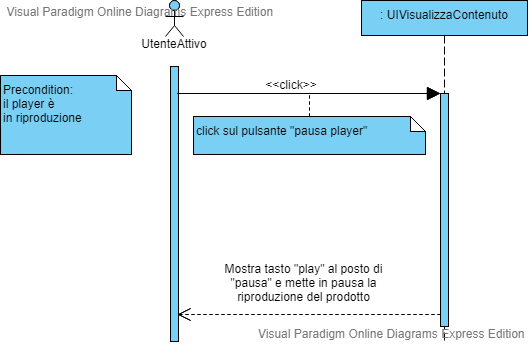 Visual Paradigm Online Diagrams Express Edition
: UIVisualizzaContenuto
UtenteAttivo
Precondition:
il player è
in riproduzione
<<click>>
click sul pulsante "pausa player"
Mostra tasto "play" al posto di
"pausa" e mette in pausa la
riproduzione del prodotto
Visual Paradigm Online Diagrams Express Edition